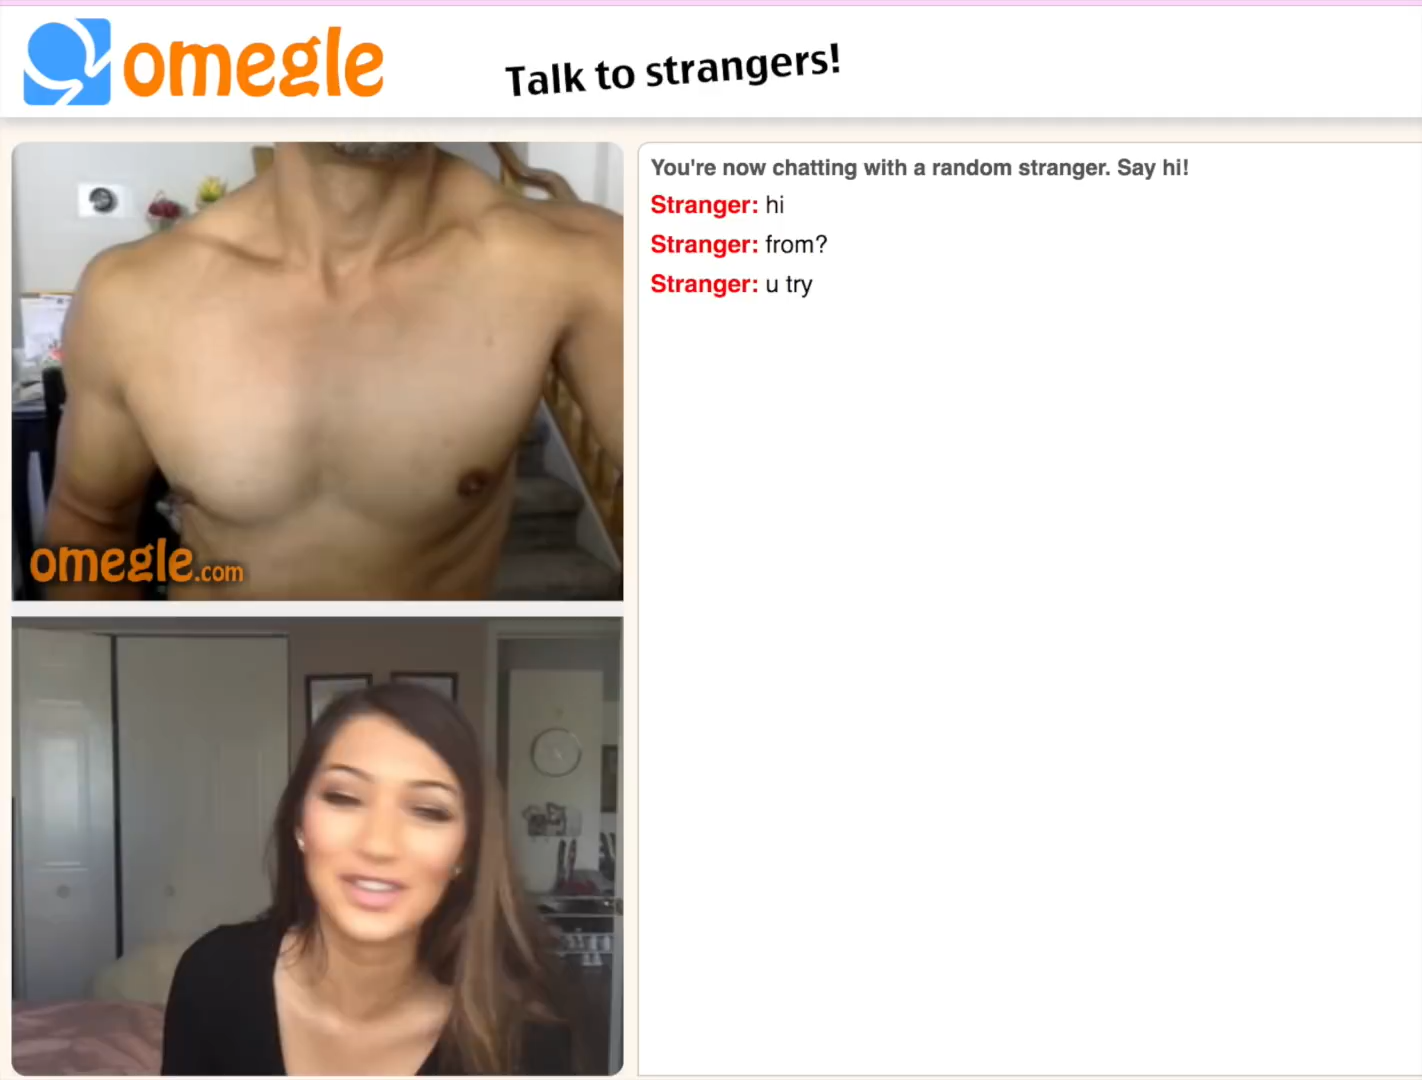 omegle
Talk to strangers!
You're now chatting with a random stranger. Say hi!
Stranger: hi
Stranger: from?
Stranger: u try
omegle.com